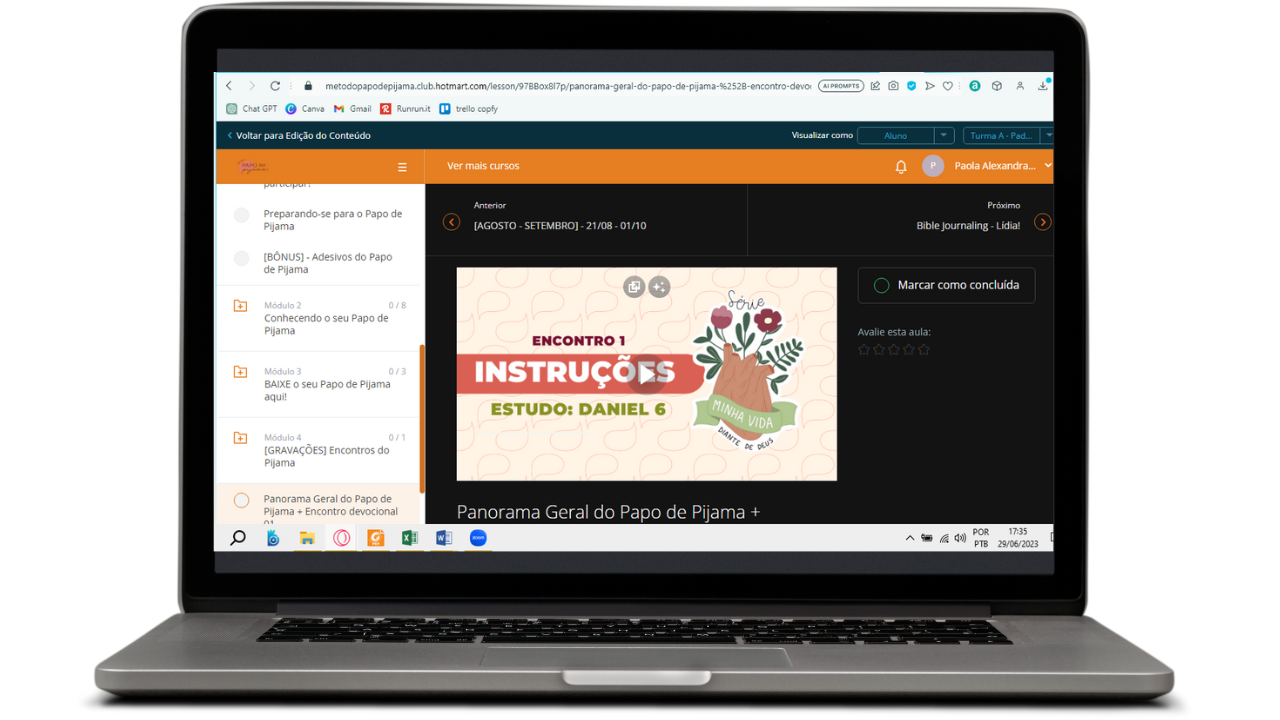 metodopapodepijama.club.hotmart.com/lesson/97BBox8l7p/panorama-geral-do-papo-de-pijama-%252B-encontro-devo
AI PROMPTS
Chat GPT
Canva
Gmail
Runrun.it
trello copfy
Voltar para Edição do Conteúdo
Visualizar como
Aluno
Turma A - Pad...
Ver mais cursos
P
Paola Alexandra...
participar?
Preparando-se para o Papo de
Pijama
[BÔNUS] - Adesivos do Papo
de Pijama
Módulo 2
0 / 8
Conhecendo o seu Papo de
Pijama
Módulo 3
0 / 3
BAIXE o seu Papo de Pijama
aqui!
Módulo 4
0 / 1
[GRAVAÇÕES] Encontros do
Pijama
Panorama Geral do Papo de
Pijama + Encontro devocional
01
Anterior
[AGOSTO - SETEMBRO] - 21/08 - 01/10
Próximo
Bible Journaling - Lídia!
ENCONTRO 1
INSTRUÇÕES
ESTUDO: DANIEL 6
Série
MINHA VIDA
DIANTE DE DEUS
Marcar como concluída
Avalie esta aula:
Panorama Geral do Papo de Pijama +
zoom
POR
PTB
17:35
29/06/2023